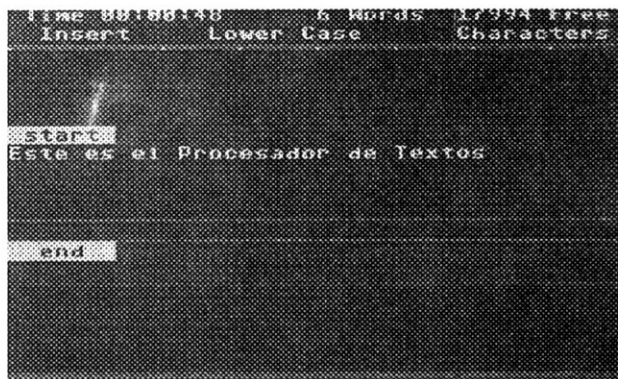 Time 00:00:48 6 Words 17994 Free
Insert Lower Case Characters
start
Este es el Procesador de Textos
end